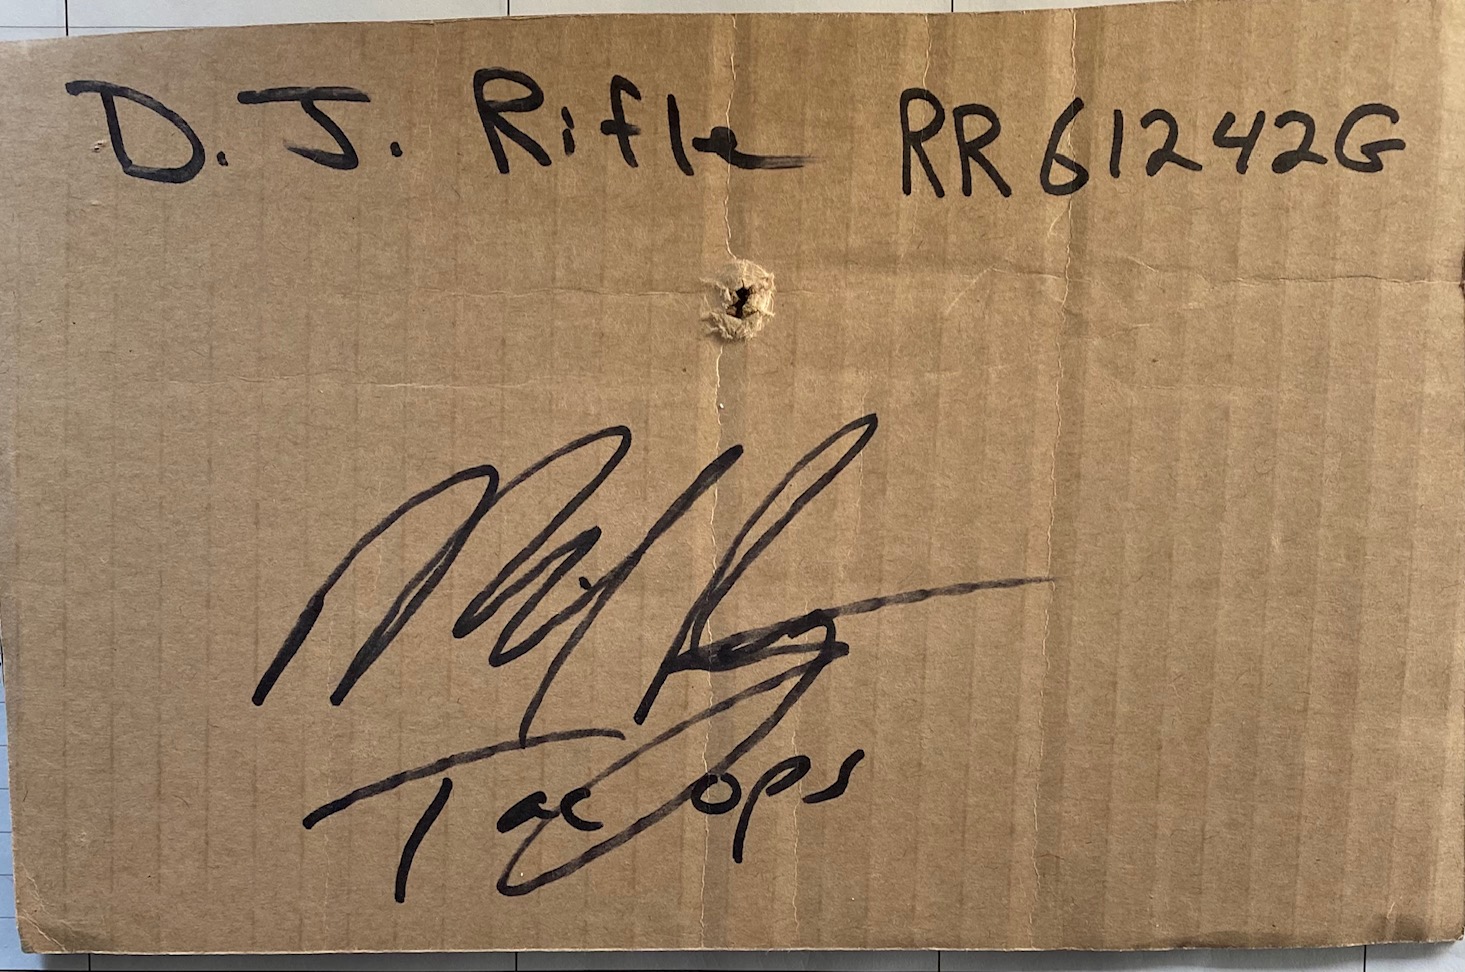 D. J. Rifle RR61242G
Tac Ops